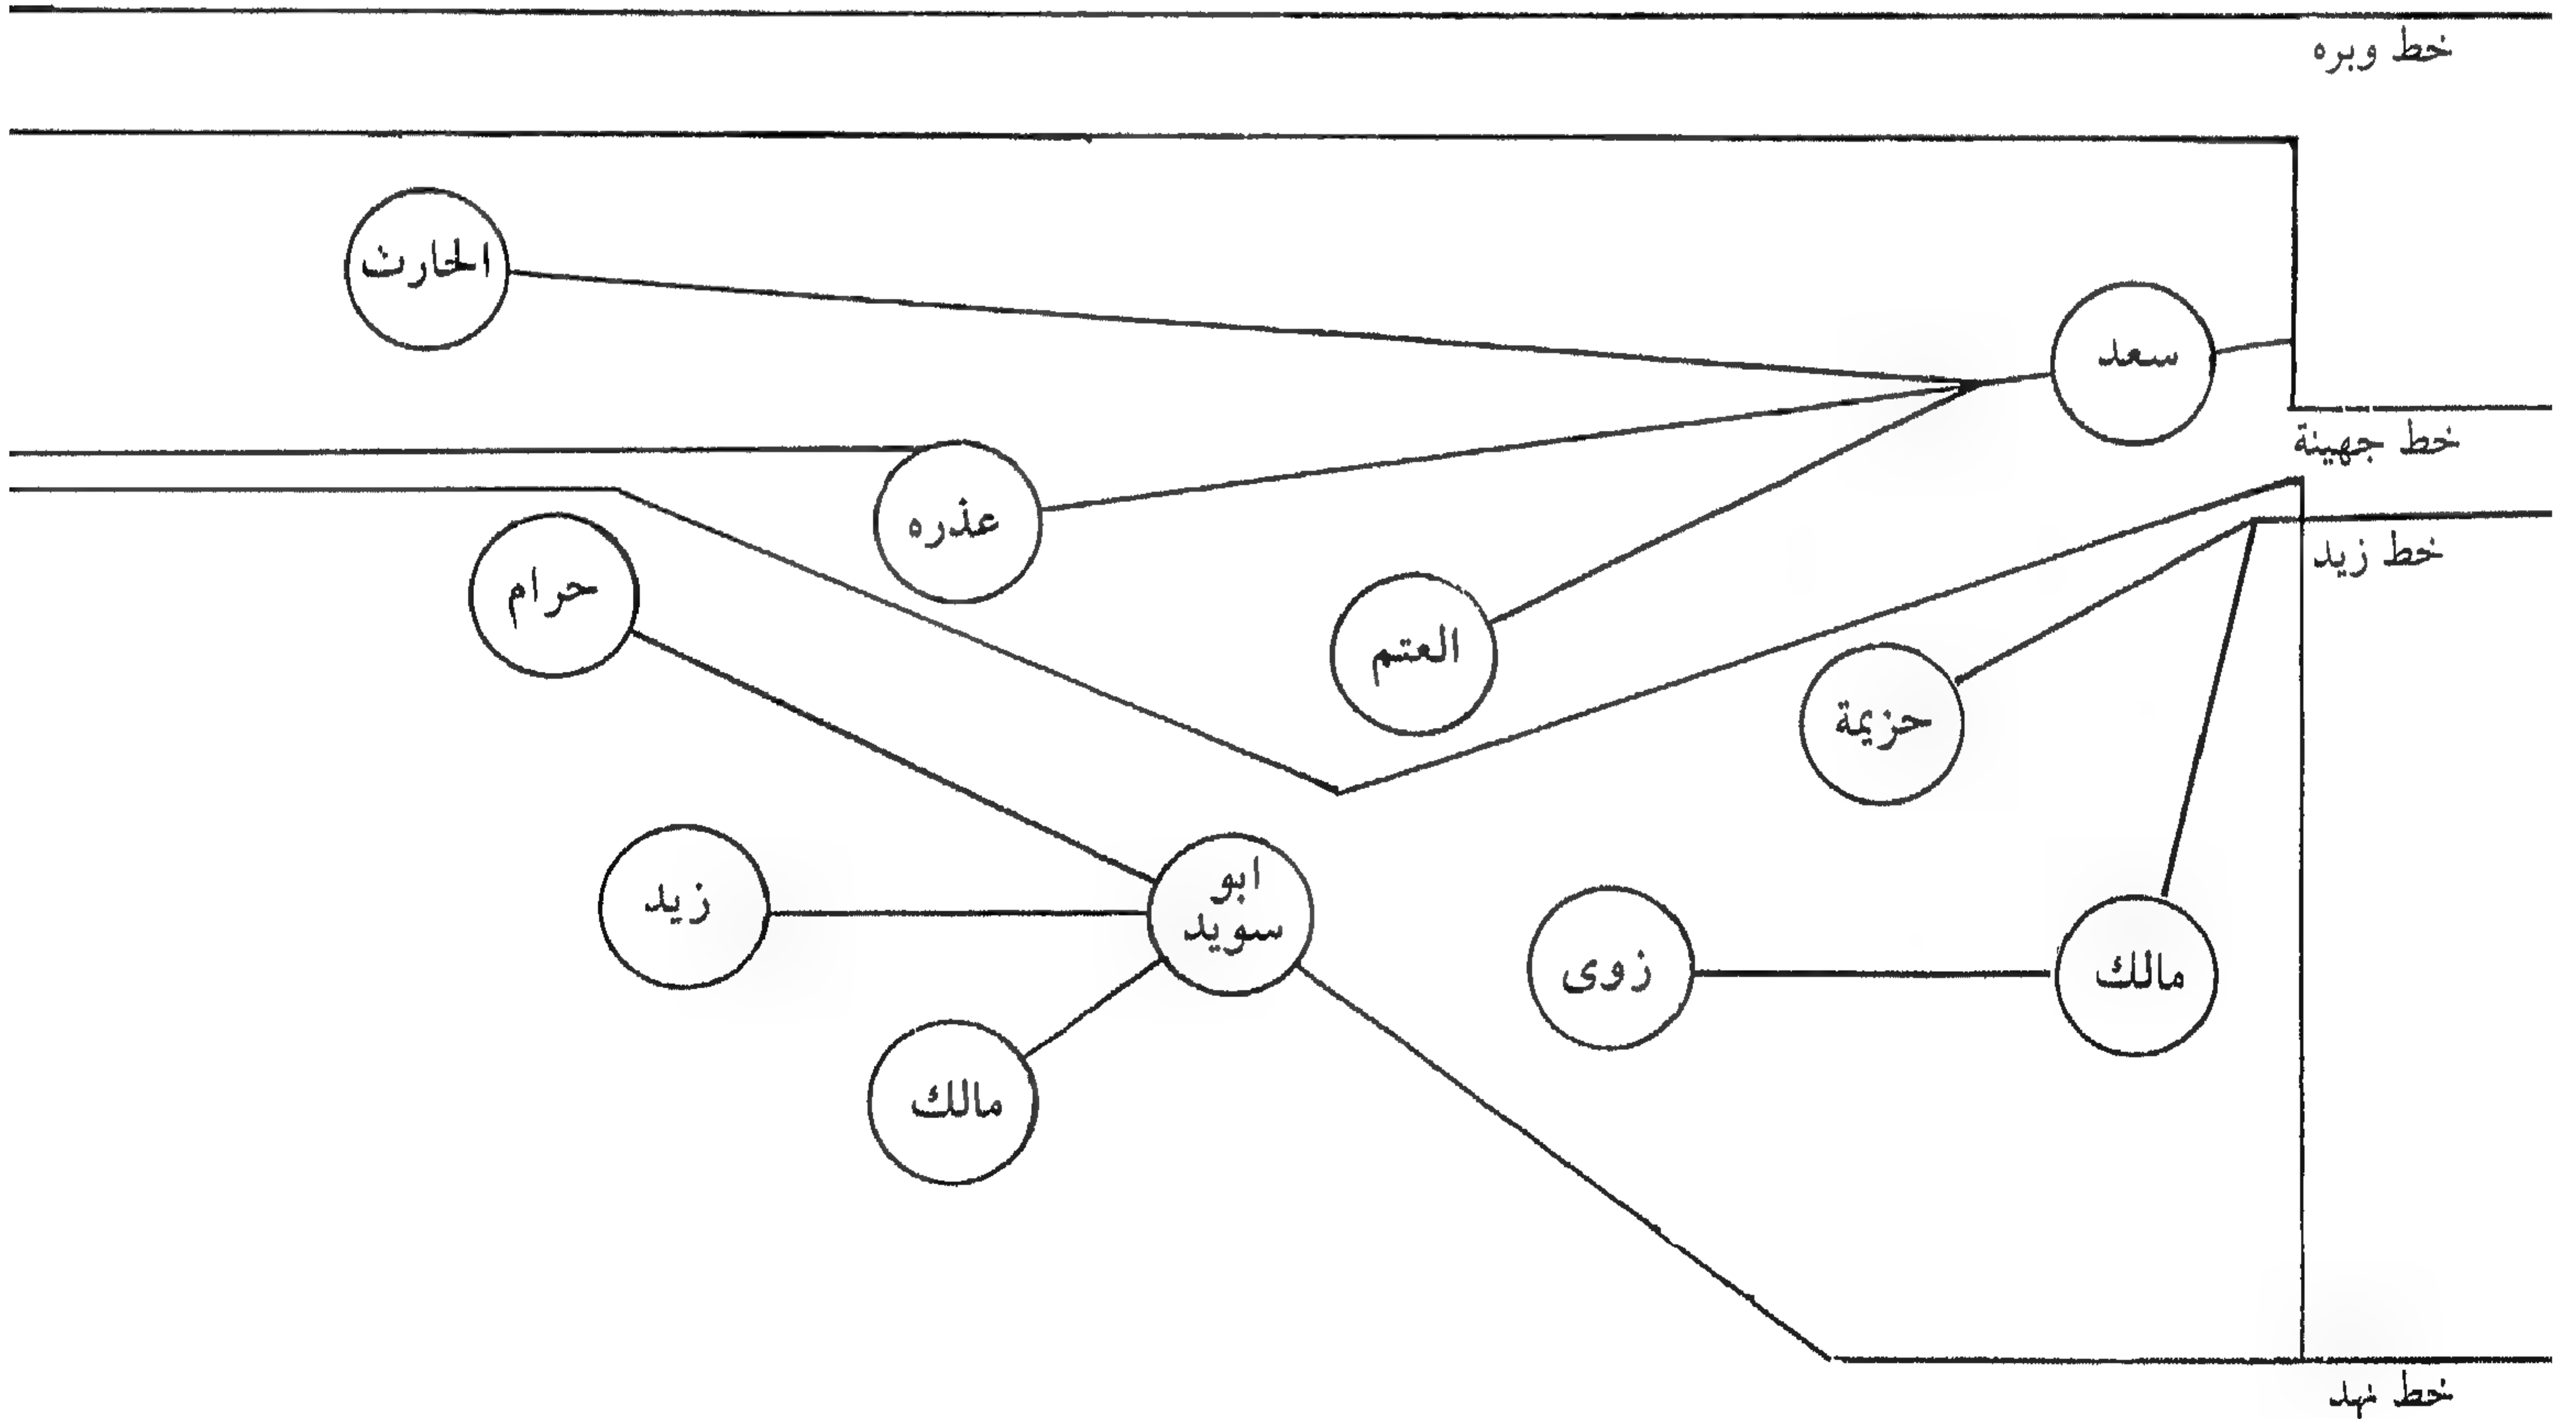 خط وبره
الحارث
سعد
خط جهينة
عذره
خط زيد
حرام
العتم
حزيمة
زيد
ابو
سويد
زوى
مالك
مالك
خط نهد